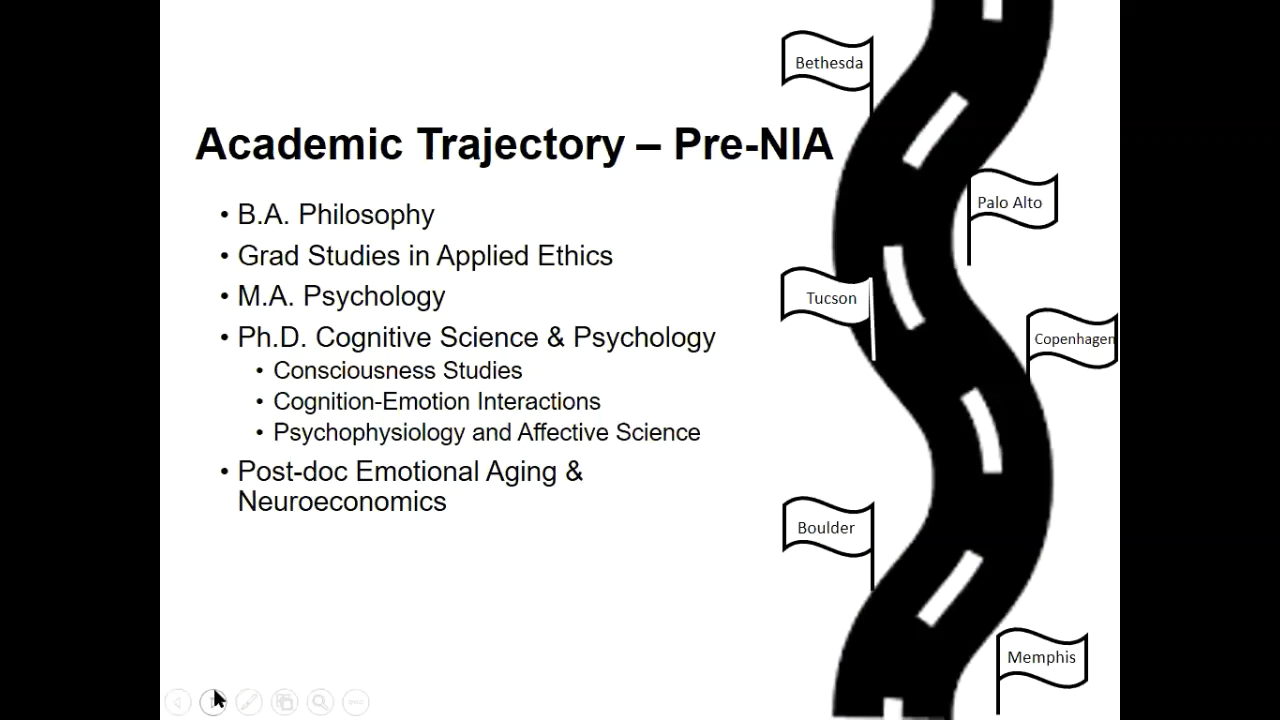 Academic Trajectory – Pre-NIA
• B.A. Philosophy
• Grad Studies in Applied Ethics
• M.A. Psychology
• Ph.D. Cognitive Science & Psychology
• Consciousness Studies
• Cognition-Emotion Interactions
• Psychophysiology and Affective Science
• Post-doc Emotional Aging &
Neuroeconomics
Bethesda
Palo Alto
Tucson
Copenhagen
Boulder
Memphis